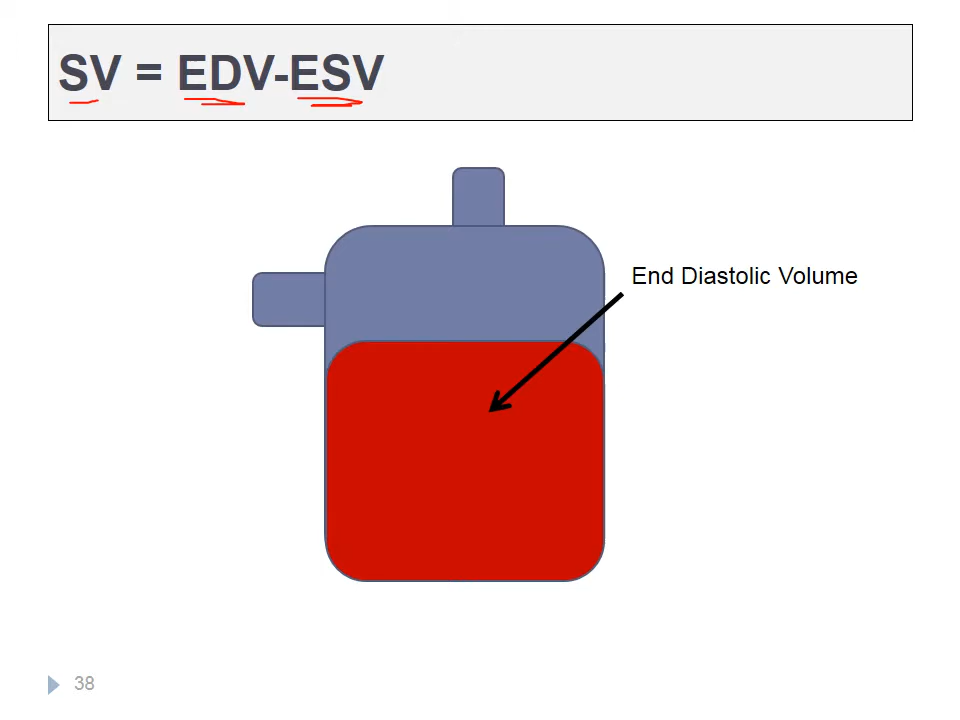 SV = EDV-ESV
End Diastolic Volume
38